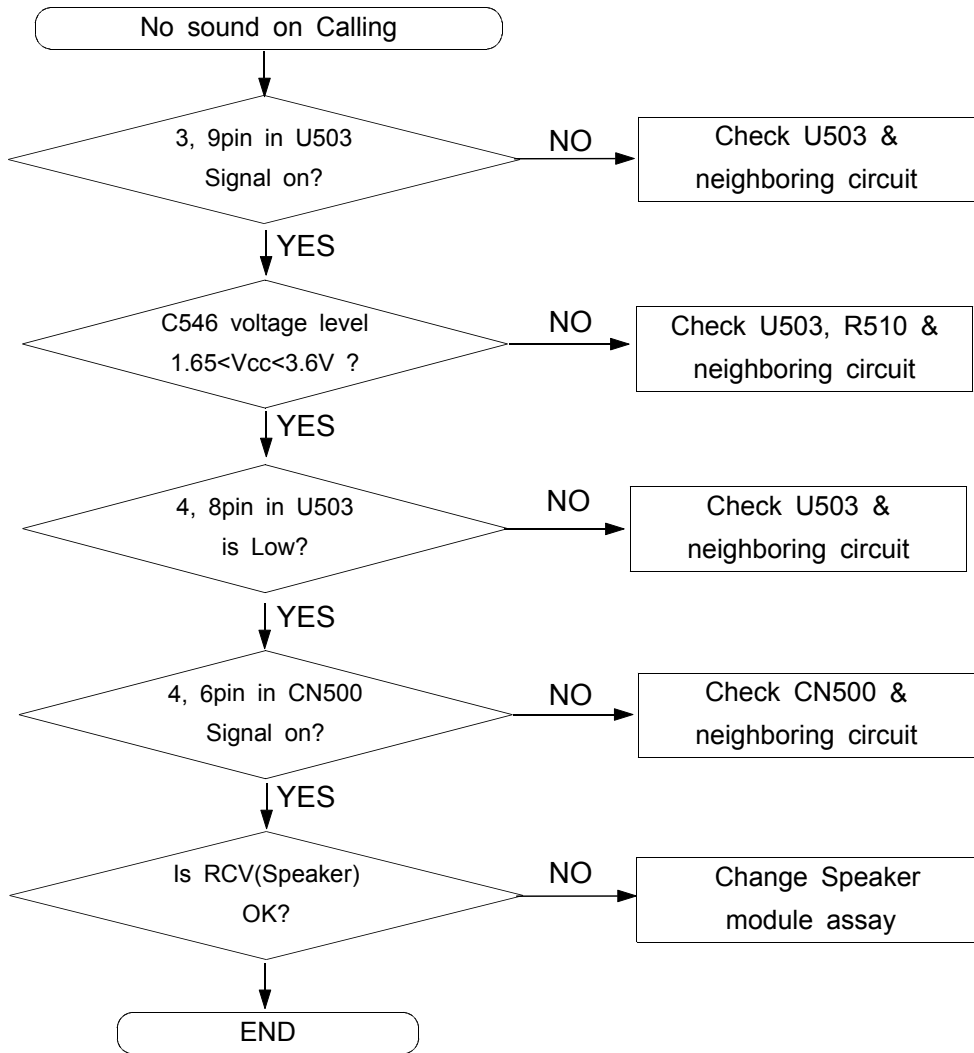 No sound on Calling
3, 9pin in U503
Signal on?
NO
Check U503 &
neighboring circuit
YES
C546 voltage level
1.65<Vcc<3.6V ?
NO
Check U503, R510 &
neighboring circuit
YES
4, 8pin in U503
is Low?
NO
Check U503 &
neighboring circuit
YES
4, 6pin in CN500
Signal on?
NO
Check CN500 &
neighboring circuit
YES
Is RCV(Speaker)
OK?
NO
Change Speaker
module assay
END